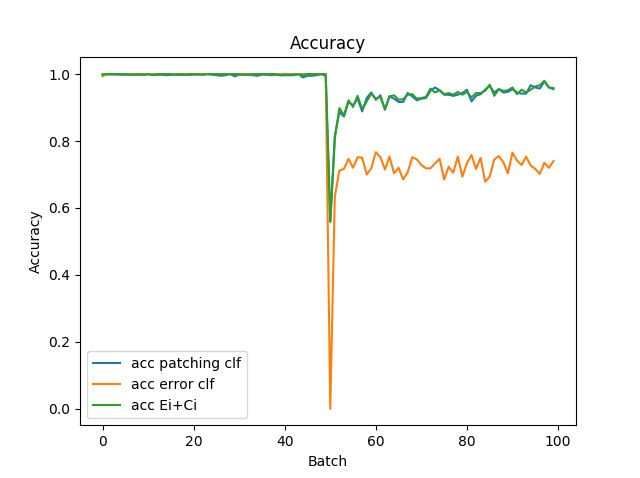 Accuracy
1.0
0.8
0.6
0.4
0.2
0.0
Accuracy
acc patching clf
acc error clf
acc Ei+Ci
0
20
40
60
80
100
Batch